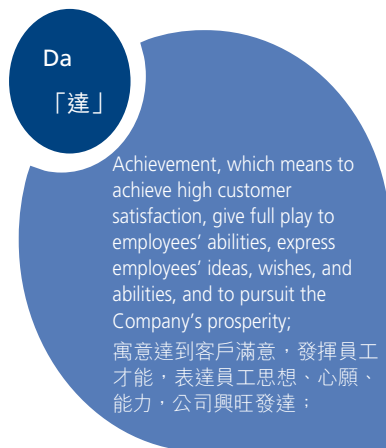 Da
「達」
Achievement, which means to
achieve high customer
satisfaction, give full play to
employees’ abilities, express
employees’ ideas, wishes, and
abilities, and to pursuit the
Company’s prosperity;
寓意達到客戶滿意，發揮員工
才能，表達員工思想、心願、
能力，公司興旺發達；